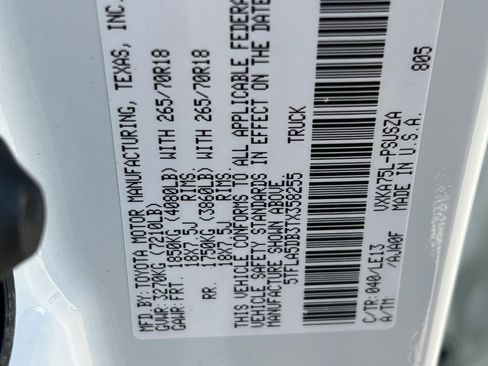 MFD.BY: TOYOTA MOTOR MANUFACTURING, TEXAS, INC.
GVWR: 3270KG (7210LB)
GAWR: FRT 1850KG (4080LB) WITH 265/70R18
18X7.5J RIMS,
RR. 1750KG (3860LB) WITH 265/70R18
18X7.5J RIMS.
THIS VEHICLE CONFORMS TO ALL APPLICABLE FEDERAL
VEHICLE SAFETY STANDARDS IN EFFECT ON THE DATE
MANUFACTURE SHOWN ABOVE.
5TFLA5DB3TX358255 TRUCK
C/TR: 040/LE13 VXKA75L-PSUSZA
A/TM: /AJA0F MADE IN U.S.A.
805